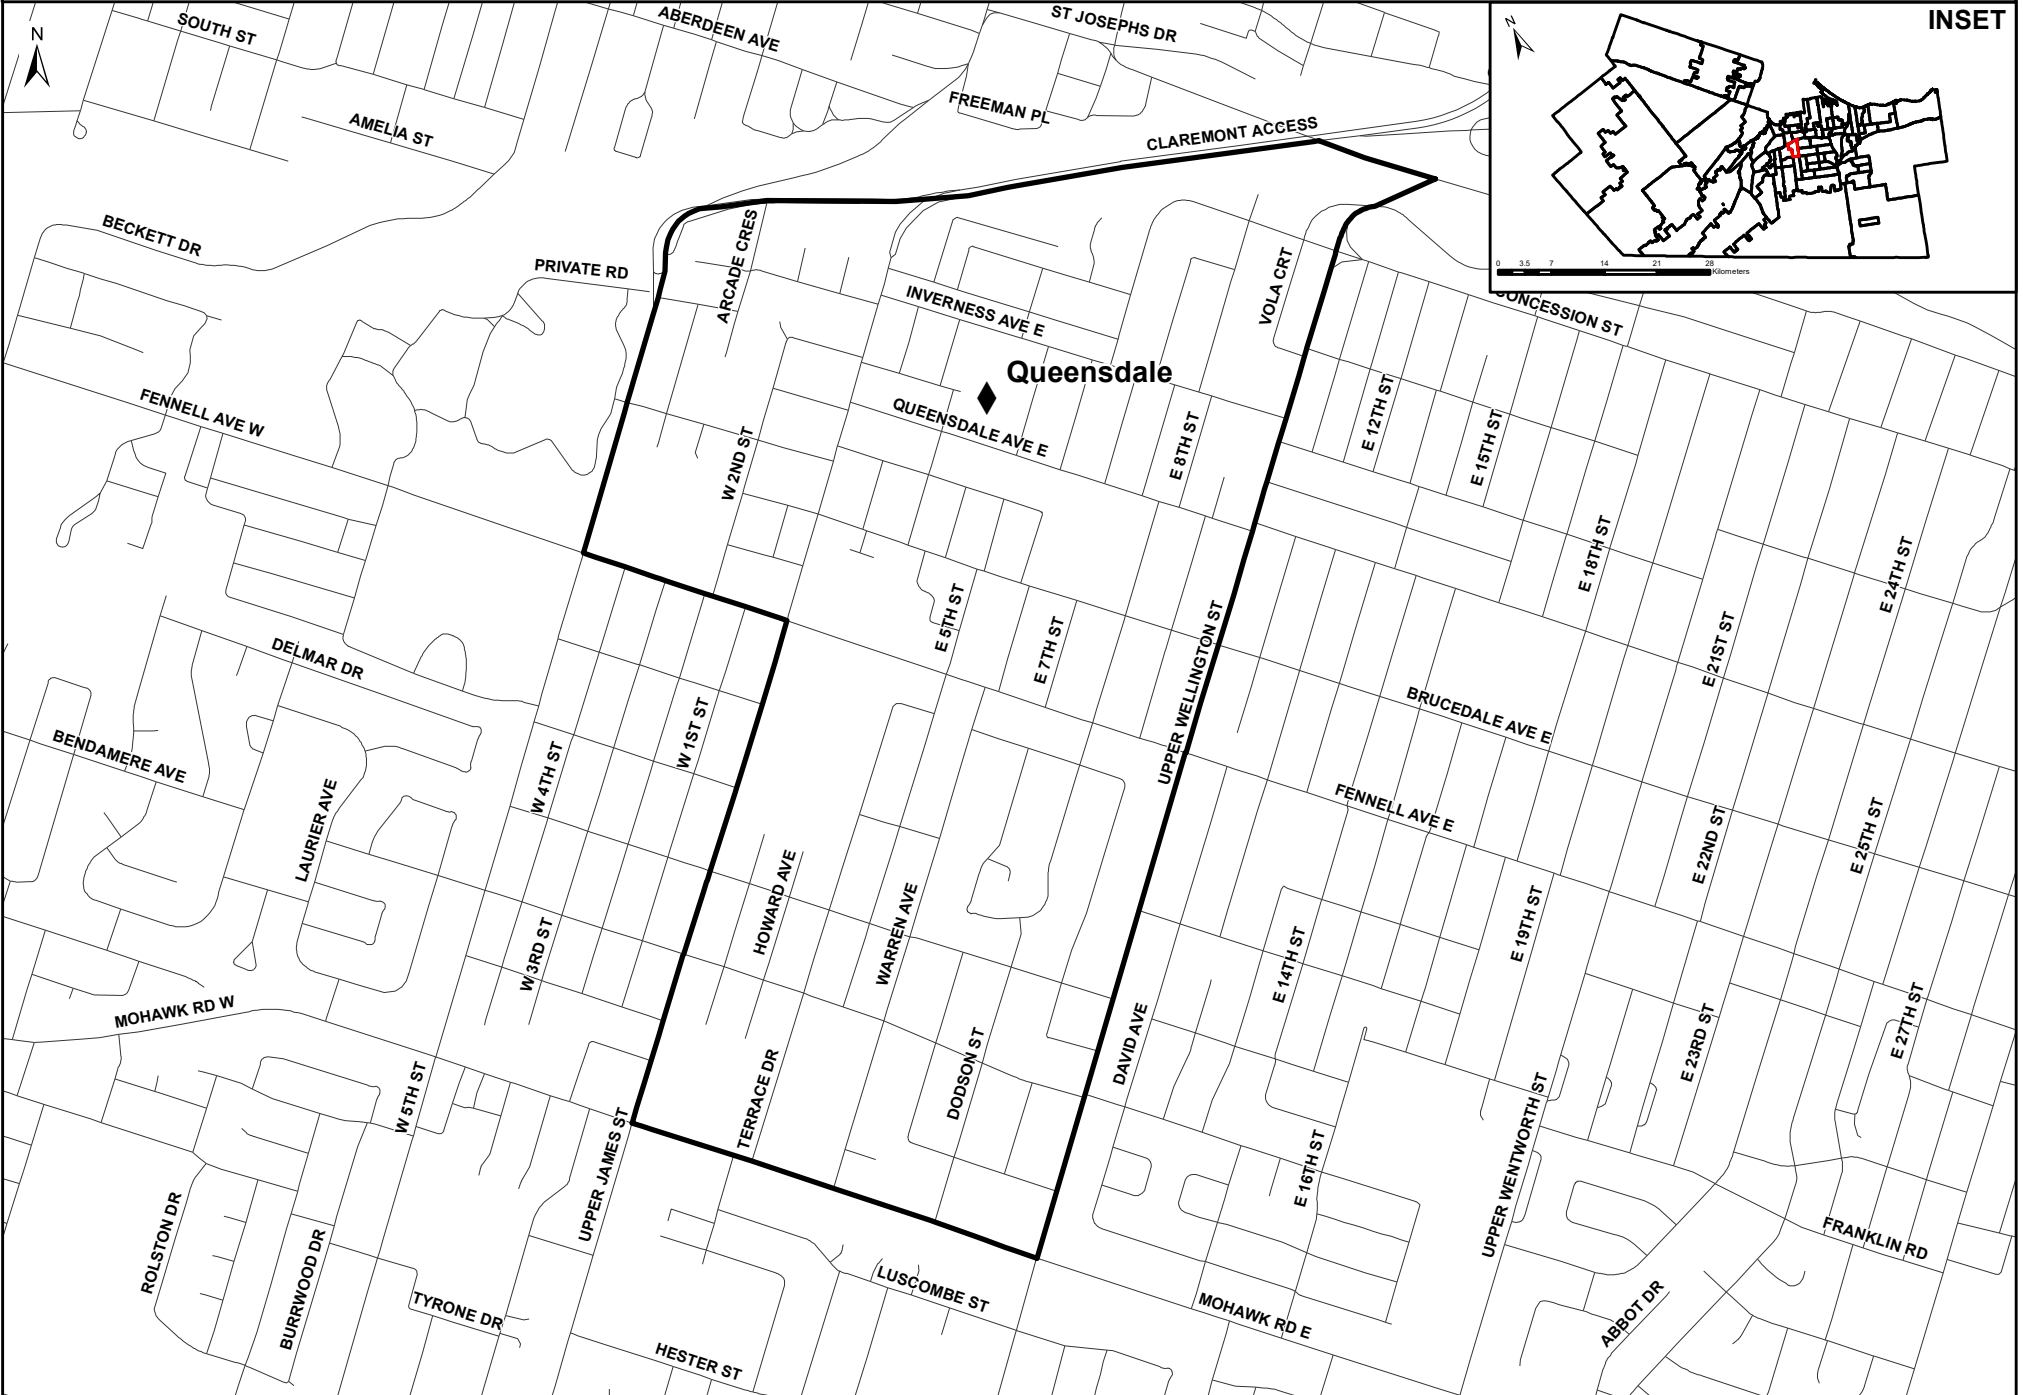 SOUTH ST
ABERDEEN AVE
ST JOSEPHS DR
N
AMELIA ST
FREEMAN PL
CLAREMONT ACCESS
INSET
N
0 3.5 7 14 21 28
Kilometers
BECKETT DR
PRIVATE RD
ARCADE CRES
INVERNESS AVE E
VOLA CRT
CONCESSION ST
Queensdale
FENNELL AVE W
QUEENSDALE AVE E
W 2ND ST
E 8TH ST
E 12TH ST
E 15TH ST
E 18TH ST
E 24TH ST
E 5TH ST
E 7TH ST
UPPER WELLINGTON ST
E 21ST ST
DELMAR DR
BENDAMERE AVE
W 1ST ST
W 4TH ST
BRUCEDALE AVE E
LAURIER AVE
FENNELL AVE E
E 22ND ST
E 25TH ST
HOWARD AVE
WARREN AVE
W 3RD ST
E 14TH ST
E 19TH ST
MOHAWK RD W
W 5TH ST
TERRACE DR
DODSON ST
DAVID AVE
E 23RD ST
E 27TH ST
UPPER JAMES ST
E 16TH ST
UPPER WENTWORTH ST
ROLSTON DR
BURRWOOD DR
FRANKLIN RD
TYRONE DR
LUSCOMBE ST
MOHAWK RD E
ABBOT DR
HESTER ST